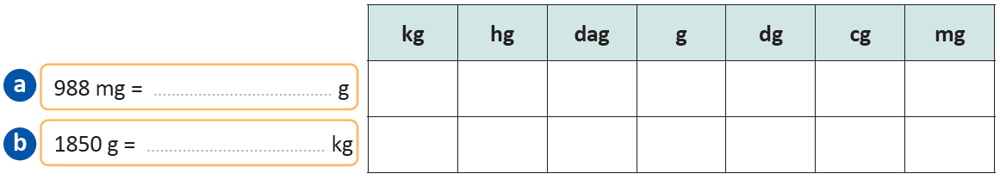 kg hg dag g dg cg mg
a 988 mg = ........................................ g
b 1850 g = ........................................ kg